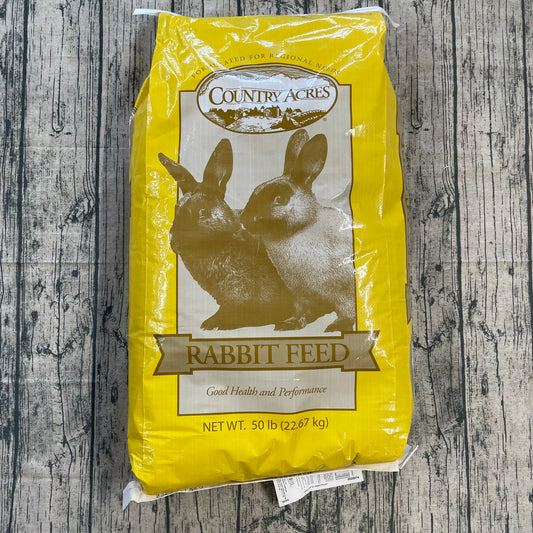 FORMULATED FOR REGIONAL NEEDS
COUNTRY ACRES
RABBIT FEED
Good Health and Performance
NET WT. 50 lb (22.67 kg)